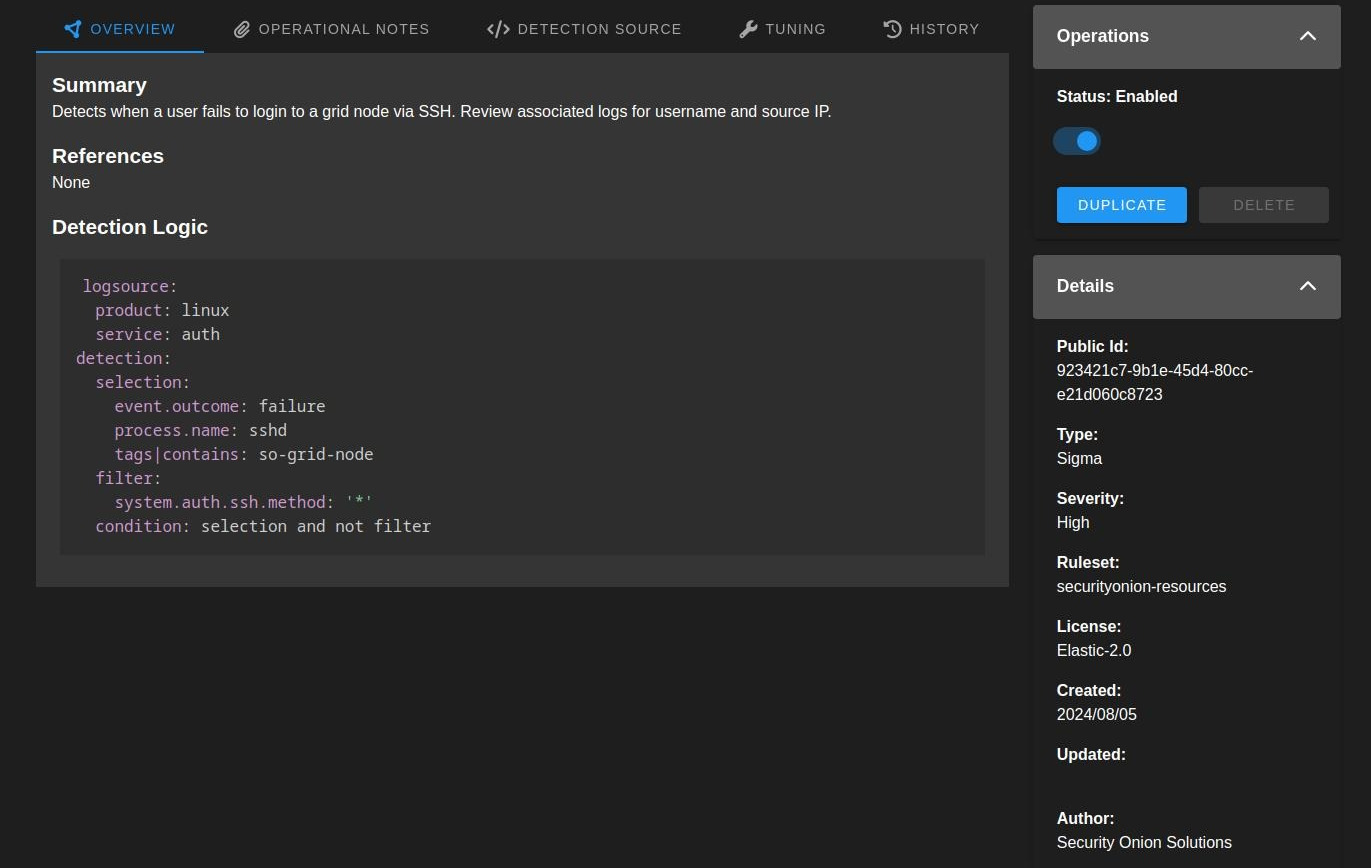 OVERVIEW
OPERATIONAL NOTES
DETECTION SOURCE
TUNING
HISTORY
Summary
Detects when a user fails to login to a grid node via SSH. Review associated logs for username and source IP.
References
None
Detection Logic
logsource:
product: linux
service: auth
detection:
selection:
event.outcome: failure
process.name: sshd
tags|contains: so-grid-node
filter:
system.auth.ssh.method: '*'
condition: selection and not filter
Operations
Status: Enabled
DUPLICATE
DELETE
Details
Public Id:
923421c7-9b1e-45d4-80cc-
e21d060c8723
Type:
Sigma
Severity:
High
Ruleset:
securityonion-resources
License:
Elastic-2.0
Created:
2024/08/05
Updated:
Author:
Security Onion Solutions